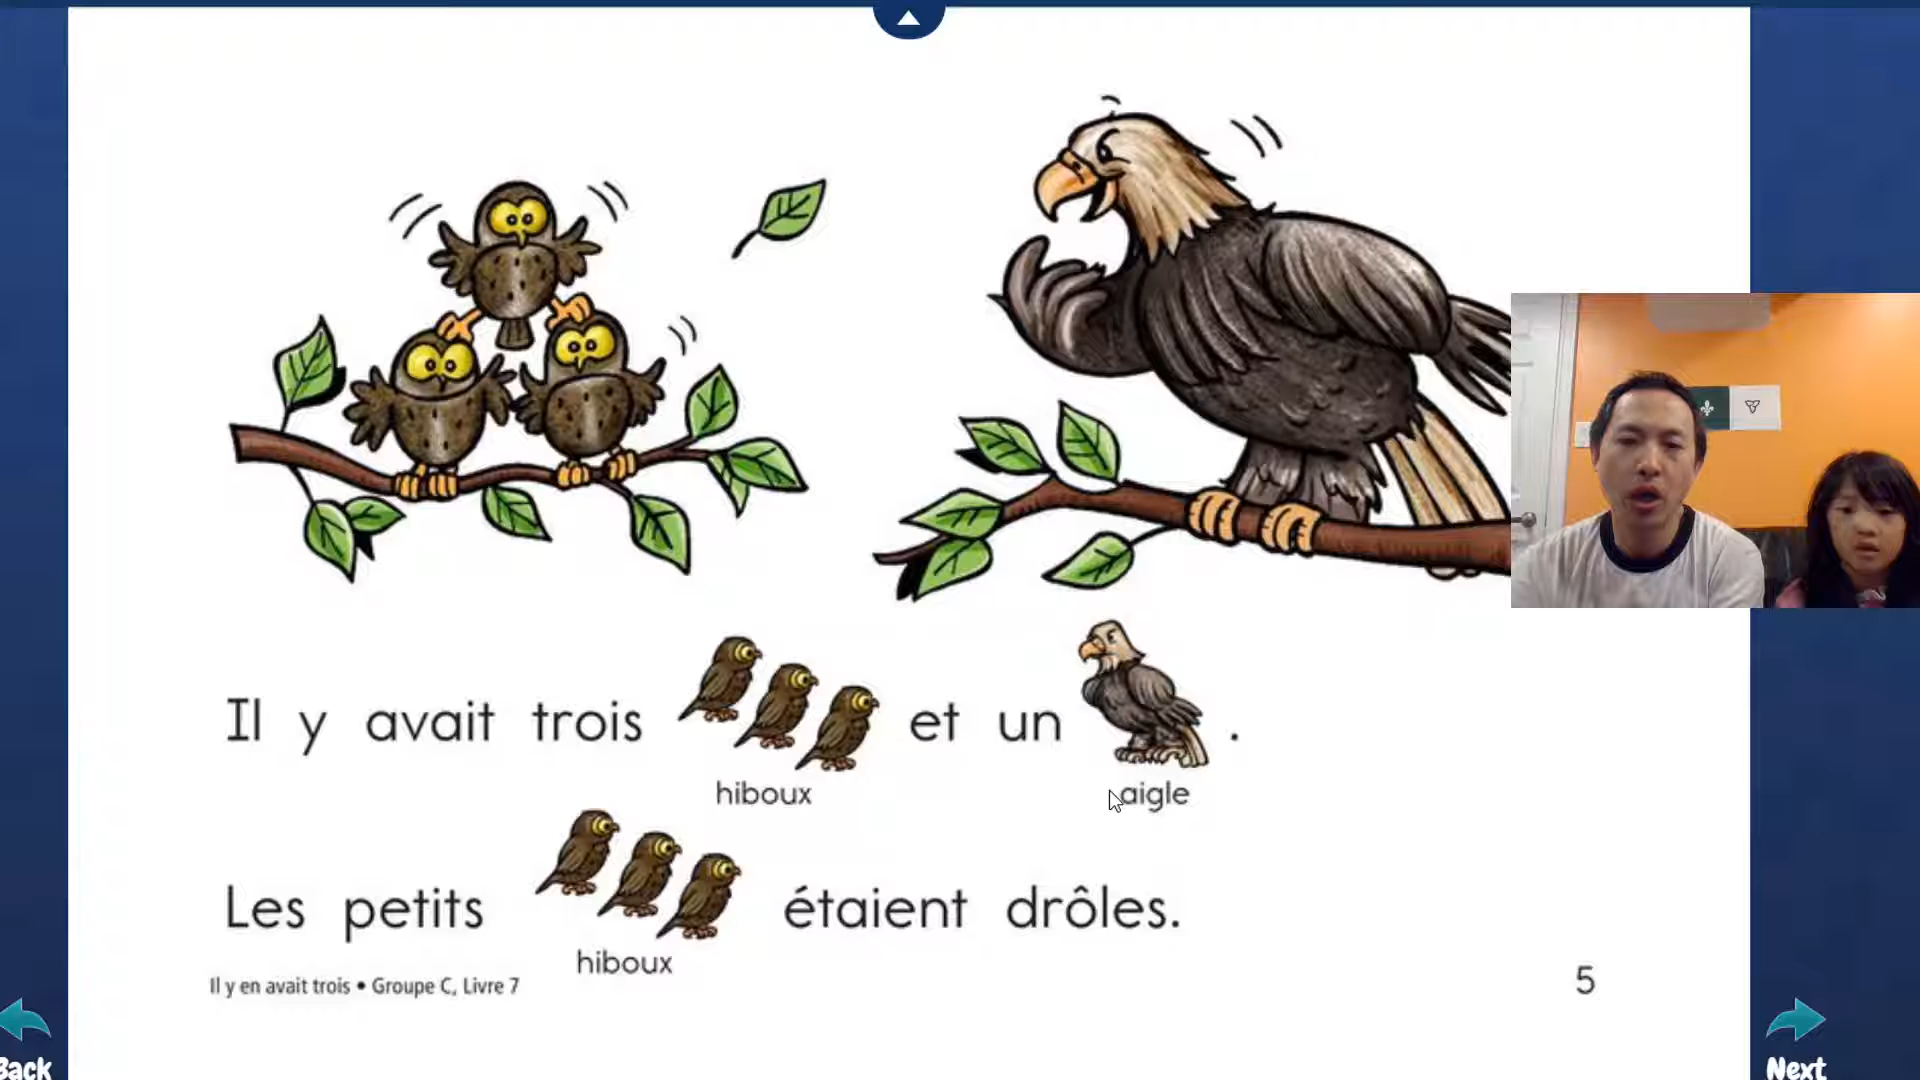 Il y avait trois et un .
hiboux aigle
Les petits étaient drôles.
hiboux
Il y en avait trois • Groupe C, Livre 7
5
Back
Next